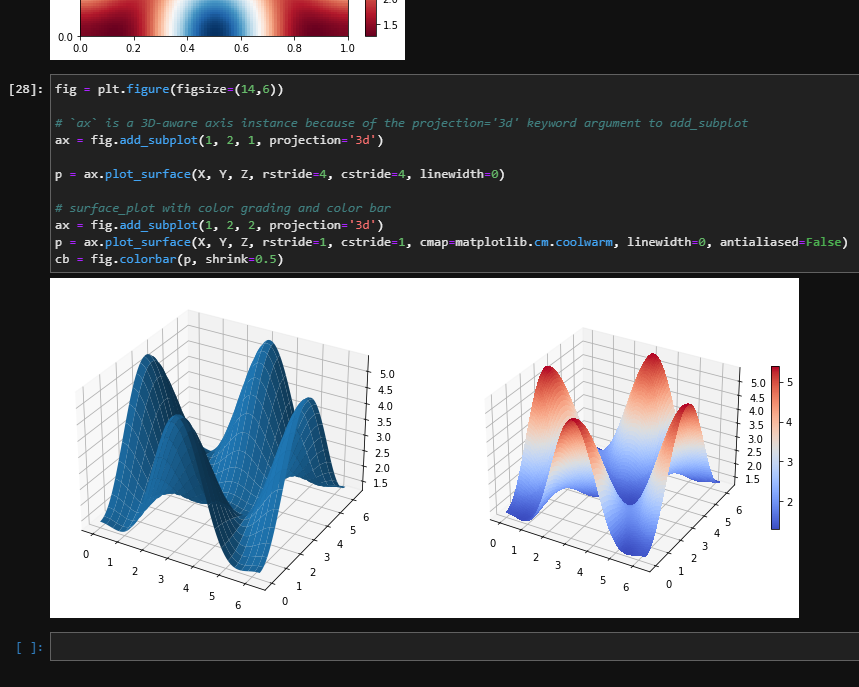 2.0
1.5
0.0
0.0 0.2 0.4 0.6 0.8 1.0
[28]: fig = plt.figure(figsize=(14,6))
# `ax` is a 3D-aware axis instance because of the projection='3d' keyword argument to add_subplot
ax = fig.add_subplot(1, 2, 1, projection='3d')
p = ax.plot_surface(X, Y, Z, rstride=4, cstride=4, linewidth=0)
# surface_plot with color grading and color bar
ax = fig.add_subplot(1, 2, 2, projection='3d')
p = ax.plot_surface(X, Y, Z, rstride=1, cstride=1, cmap=matplotlib.cm.coolwarm, linewidth=0, antialiased=False)
cb = fig.colorbar(p, shrink=0.5)
5.0
4.5
4.0
3.5
3.0
2.5
2.0
1.5
0 1 2 3 4 5 6
0 1 2 3 4 5 6
5.0
4.5
4.0
3.5
3.0
2.5
2.0
1.5
0 1 2 3 4 5 6
0 1 2 3 4 5 6
5
4
3
2
[ ]: